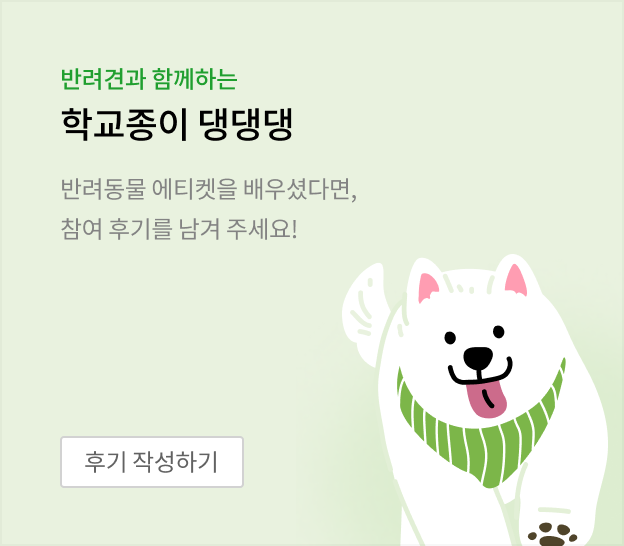 반려견과 함께하는
학교종이 댕댕댕
반려동물 에티켓을 배우셨다면,
참여 후기를 남겨 주세요!
후기 작성하기